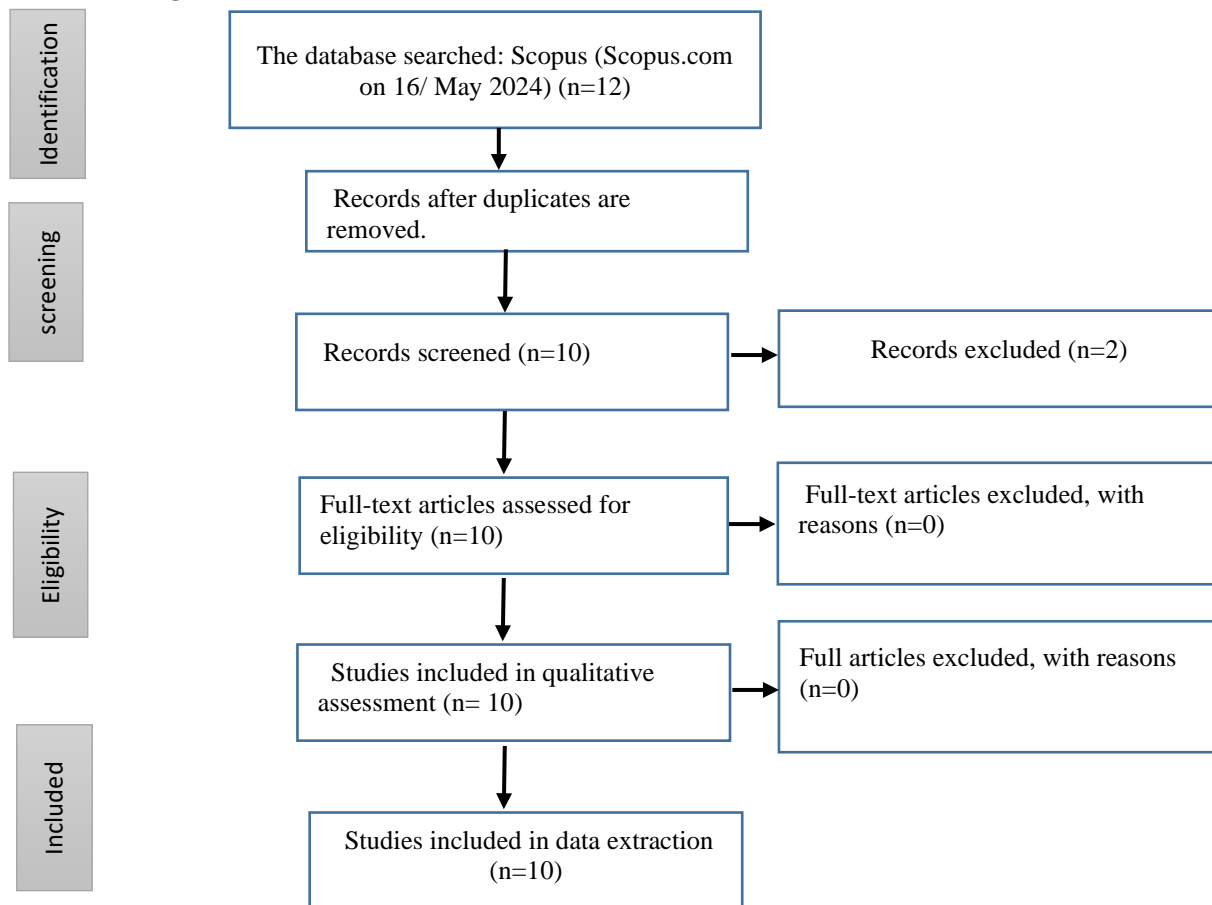 Identification
The database searched: Scopus (Scopus.com
on 16/ May 2024) (n=12)
Records after duplicates are
removed.
screening
Records screened (n=10)
Records excluded (n=2)
Eligibility
Full-text articles assessed for
eligibility (n=10)
Full-text articles excluded, with
reasons (n=0)
Studies included in qualitative
assessment (n= 10)
Full articles excluded, with reasons
(n=0)
Included
Studies included in data extraction
(n=10)